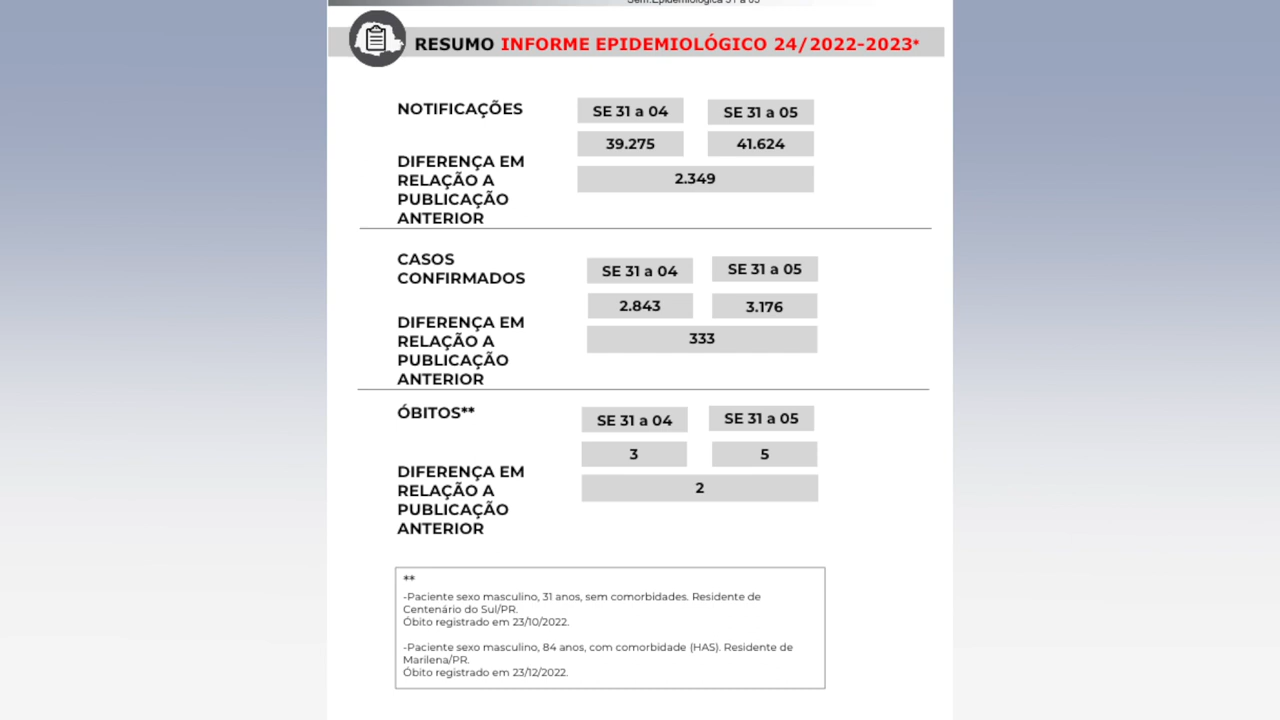 Sem.Epidemiológica 31 a 05
RESUMO INFORME EPIDEMIOLÓGICO 24/2022-2023*
NOTIFICAÇÕES
SE 31 a 04
SE 31 a 05
39.275
41.624
DIFERENÇA EM
RELAÇÃO A
PUBLICAÇÃO
ANTERIOR
2.349
CASOS
CONFIRMADOS
SE 31 a 04
SE 31 a 05
2.843
3.176
DIFERENÇA EM
RELAÇÃO A
PUBLICAÇÃO
ANTERIOR
333
ÓBITOS**
SE 31 a 04
SE 31 a 05
3
5
DIFERENÇA EM
RELAÇÃO A
PUBLICAÇÃO
ANTERIOR
2
**
-Paciente sexo masculino, 31 anos, sem comorbidades. Residente de
Centenário do Sul/PR.
Óbito registrado em 23/10/2022.
-Paciente sexo masculino, 84 anos, com comorbidade (HAS). Residente de
Marilena/PR.
Óbito registrado em 23/12/2022.